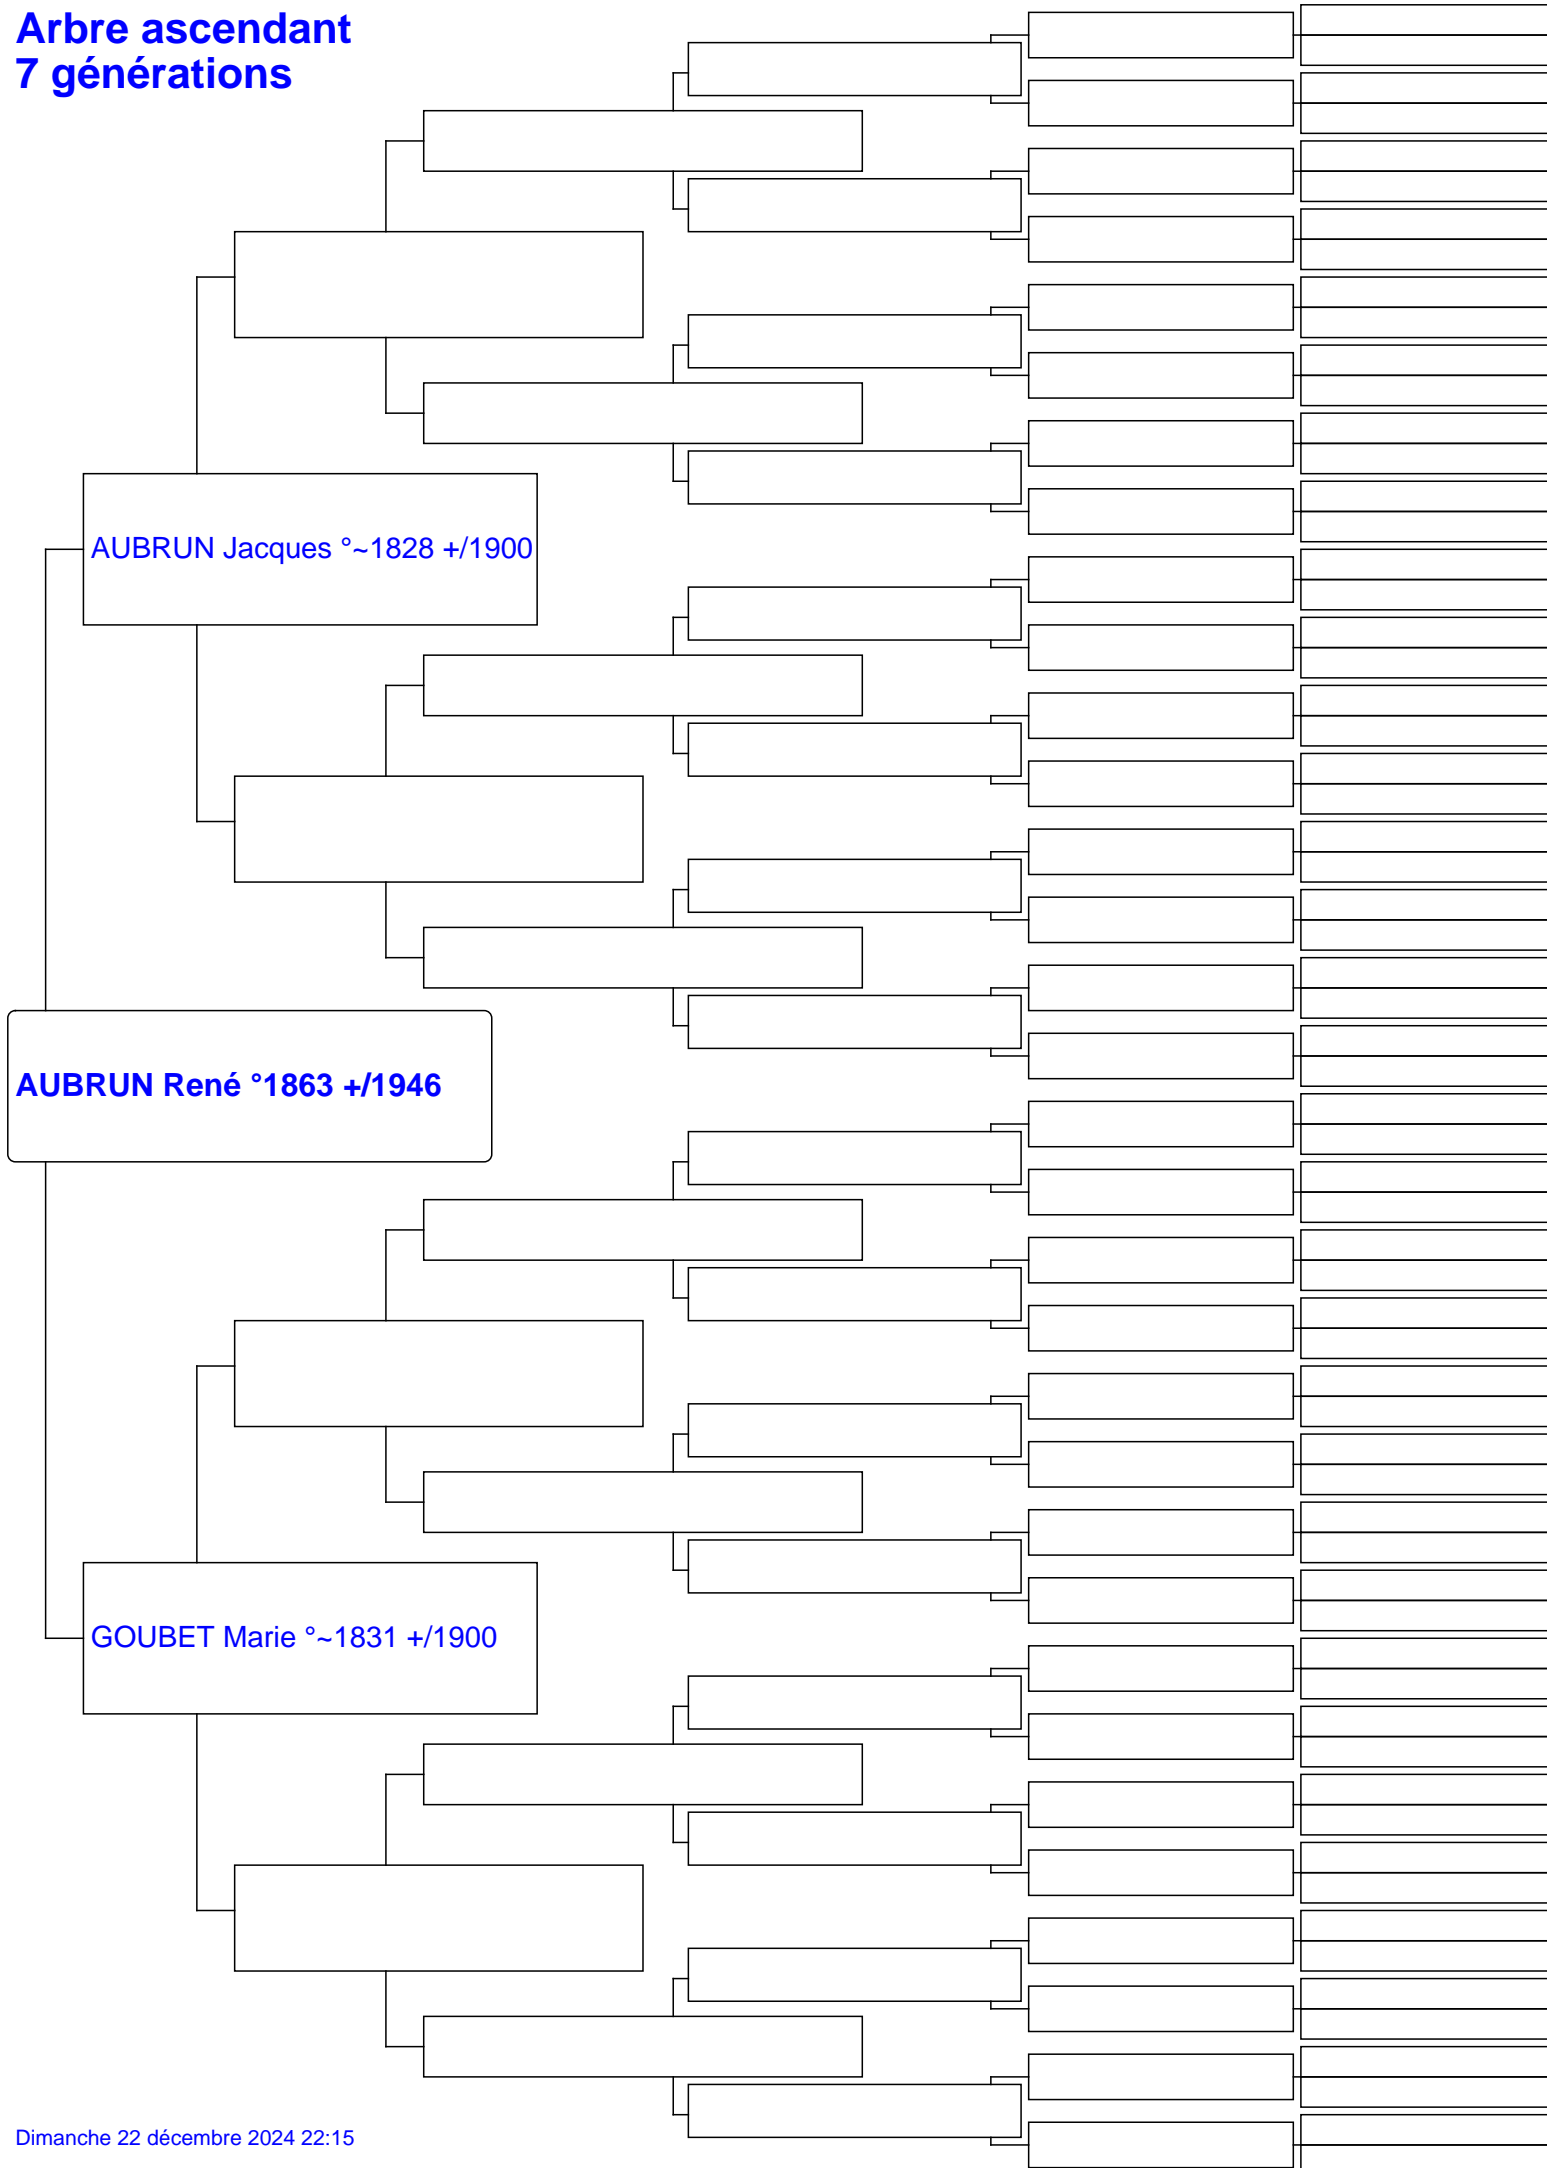 Arbre ascendant
7 générations
AUBRUN Jacques °~1828 +/1900
AUBRUN René °1863 +/1946
GOUBET Marie °~1831 +/1900
Dimanche 22 décembre 2024 22:15